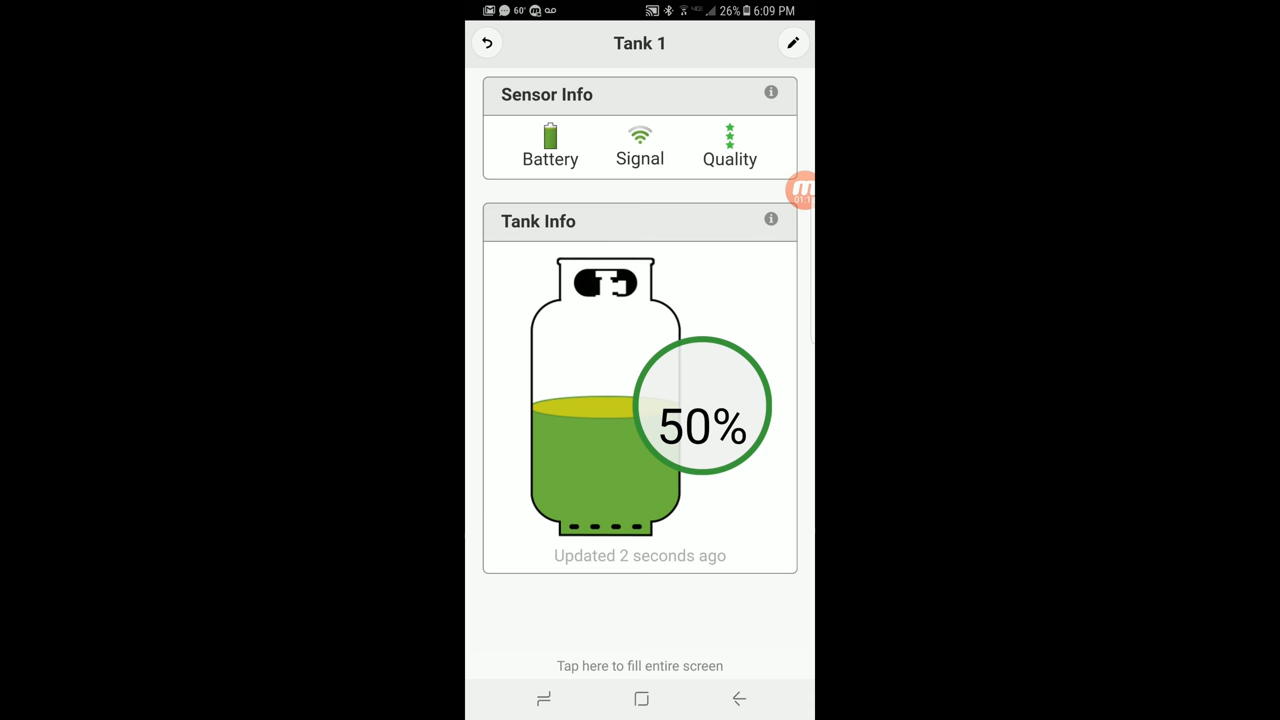 60° 26% 6:09 PM
Tank 1
Sensor Info
Battery Signal Quality
Tank Info
50%
Updated 2 seconds ago
Tap here to fill entire screen